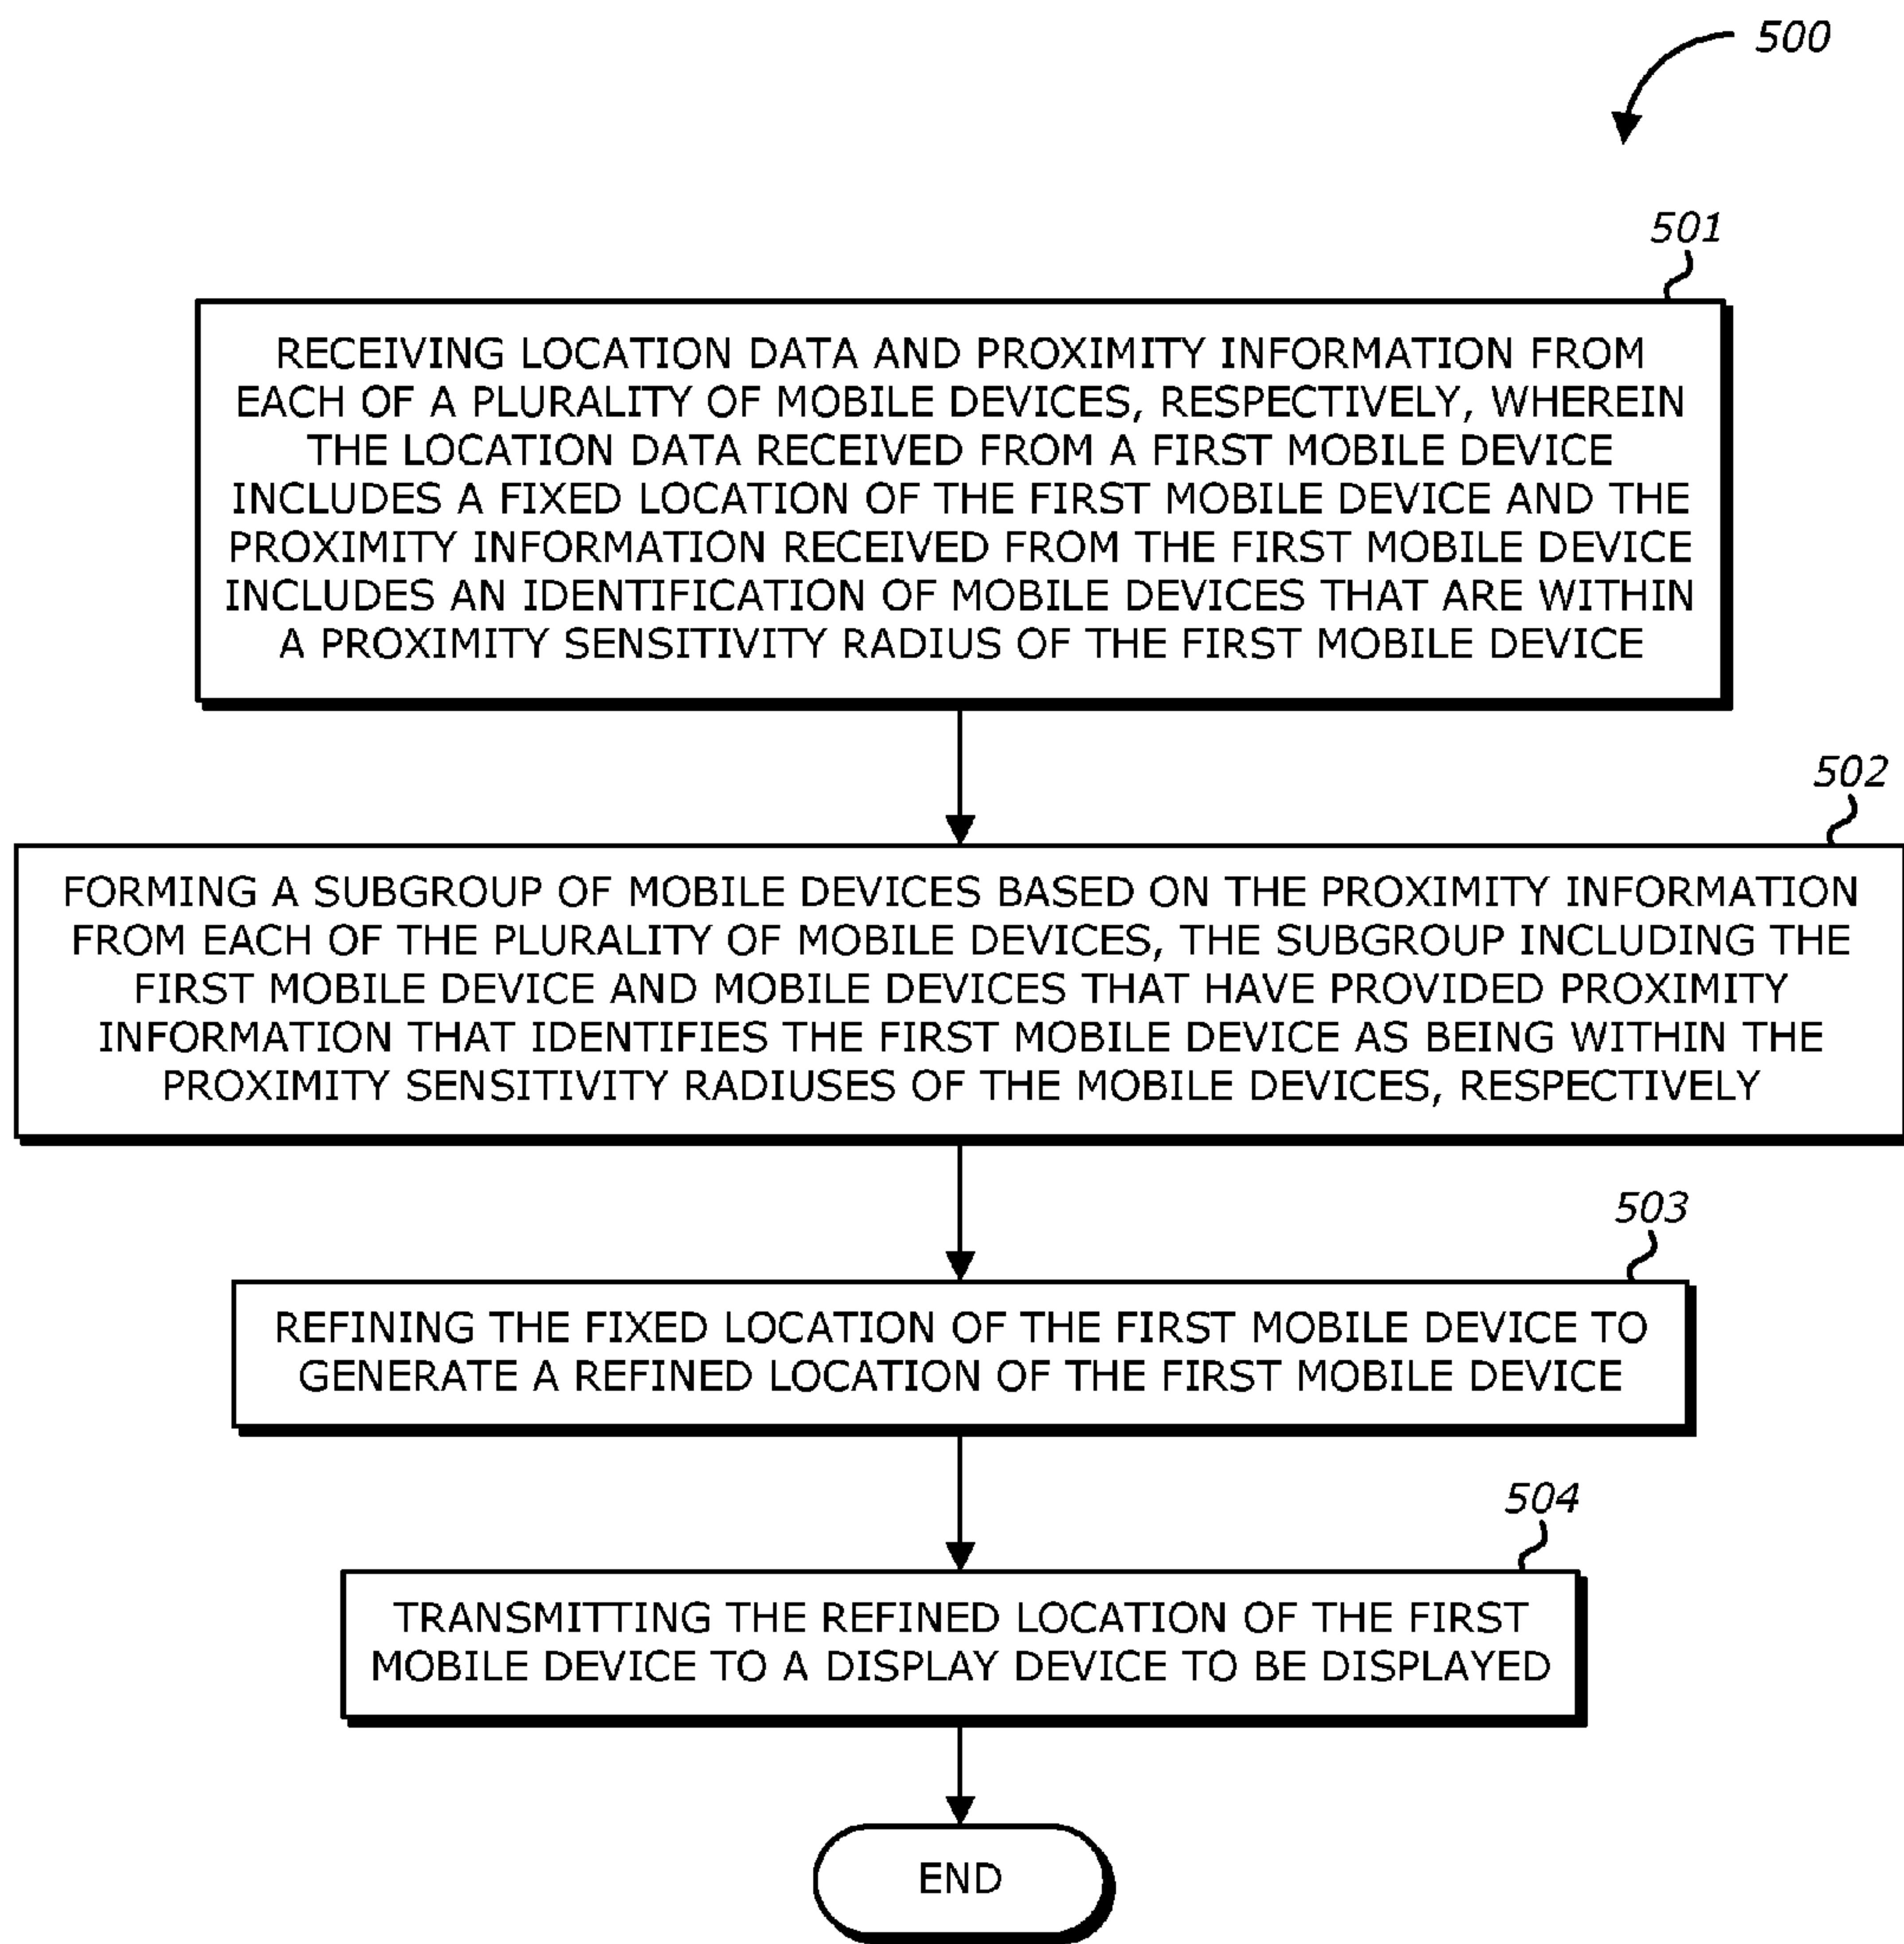 500
501
RECEIVING LOCATION DATA AND PROXIMITY INFORMATION FROM
EACH OF A PLURALITY OF MOBILE DEVICES, RESPECTIVELY, WHEREIN
THE LOCATION DATA RECEIVED FROM A FIRST MOBILE DEVICE
INCLUDES A FIXED LOCATION OF THE FIRST MOBILE DEVICE AND THE
PROXIMITY INFORMATION RECEIVED FROM THE FIRST MOBILE DEVICE
INCLUDES AN IDENTIFICATION OF MOBILE DEVICES THAT ARE WITHIN
A PROXIMITY SENSITIVITY RADIUS OF THE FIRST MOBILE DEVICE
502
FORMING A SUBGROUP OF MOBILE DEVICES BASED ON THE PROXIMITY INFORMATION
FROM EACH OF THE PLURALITY OF MOBILE DEVICES, THE SUBGROUP INCLUDING THE
FIRST MOBILE DEVICE AND MOBILE DEVICES THAT HAVE PROVIDED PROXIMITY
INFORMATION THAT IDENTIFIES THE FIRST MOBILE DEVICE AS BEING WITHIN THE
PROXIMITY SENSITIVITY RADIUSES OF THE MOBILE DEVICES, RESPECTIVELY
503
REFINING THE FIXED LOCATION OF THE FIRST MOBILE DEVICE TO
GENERATE A REFINED LOCATION OF THE FIRST MOBILE DEVICE
504
TRANSMITTING THE REFINED LOCATION OF THE FIRST
MOBILE DEVICE TO A DISPLAY DEVICE TO BE DISPLAYED
END